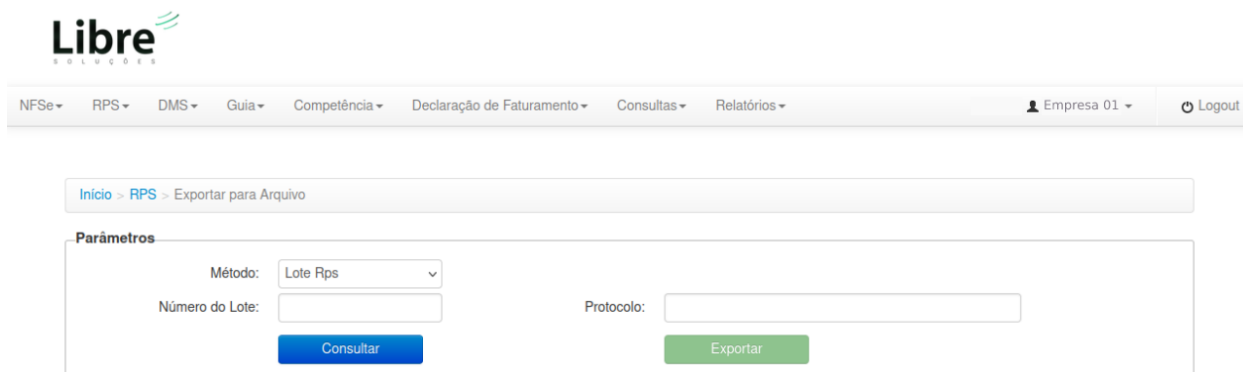 Libre
SOLUÇÕES
NFSe RPS DMS Guia Competência Declaração de Faturamento Consultas Relatórios Empresa 01 Logout
Início > RPS > Exportar para Arquivo
Parâmetros
Método: Lote Rps
Número do Lote: Protocolo:
Consultar Exportar